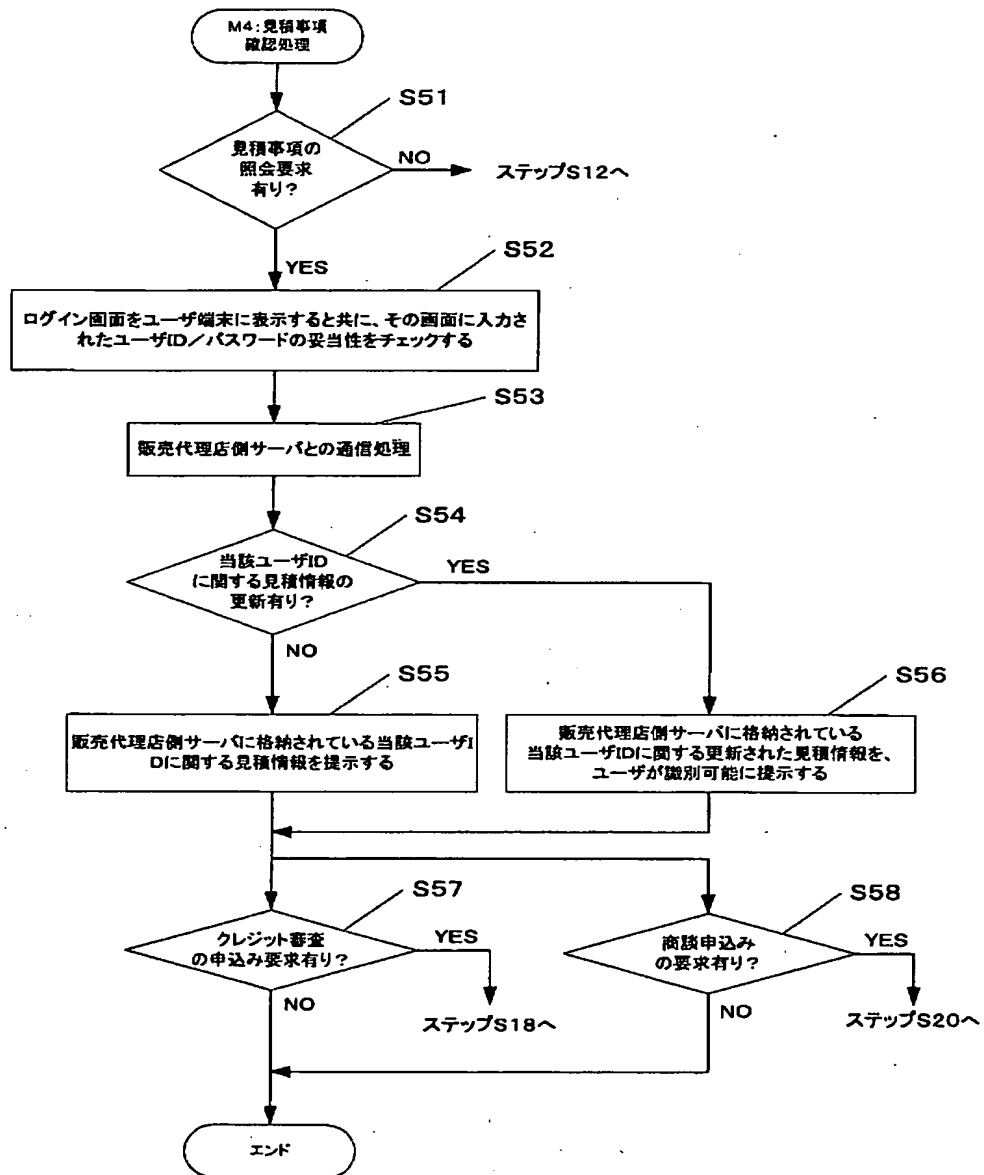 M4:見積事項
確認処理
S51
見積事項の
照会要求
有り?
NO
ステップS12へ
YES
S52
ログイン画面をユーザ端末に表示すると共に、その画面に入力さ
れたユーザID/パスワードの妥当性をチェックする
S53
販売代理店側サーバとの通信処理
S54
当該ユーザID
に関する見積情報の
更新有り?
YES
NO
S55
販売代理店側サーバに格納されている当該ユーザI
Dに関する見積情報を提示する
S56
販売代理店側サーバに格納されている
当該ユーザIDに関する更新された見積情報を、
ユーザが識別可能に提示する
S57
クレジット審査
の申込み要求有り?
YES
NO
ステップS18へ
S58
商談申込み
の要求有り?
YES
NO
ステップS20へ
エンド